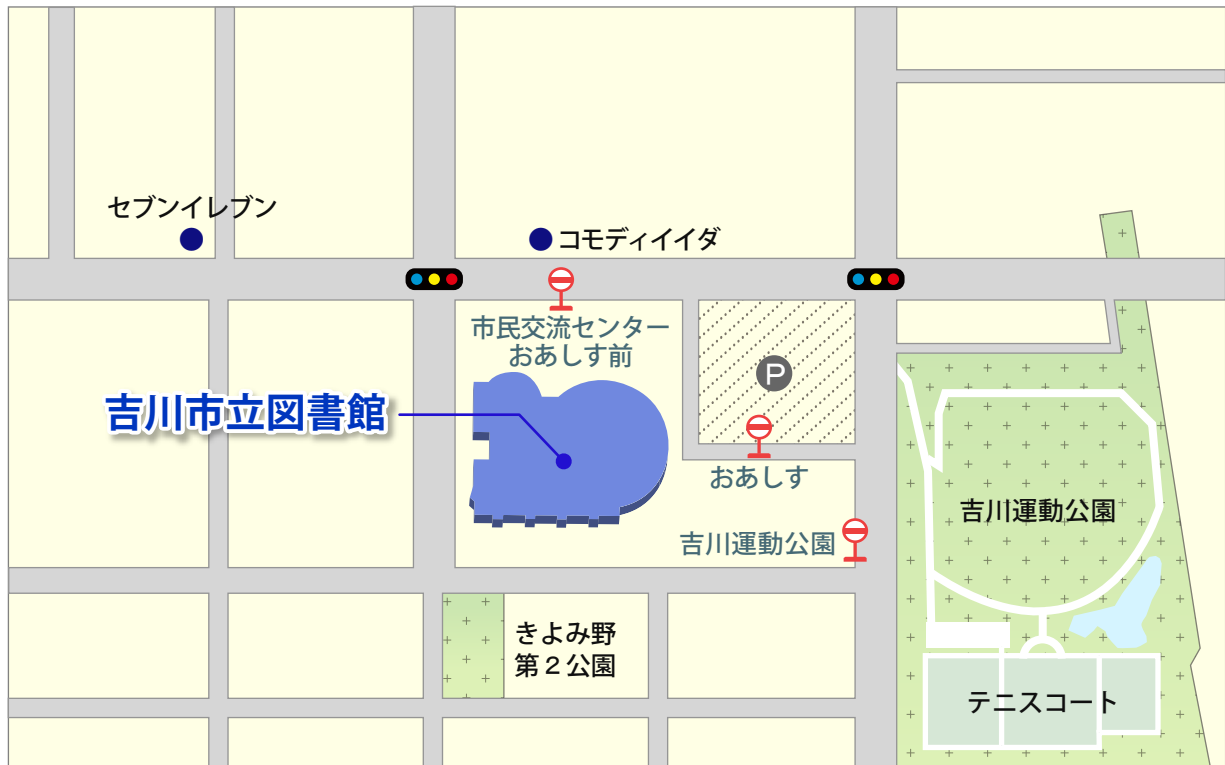 セブンイレブン
コモディイイダ
市民交流センター
おあしす前
P
吉川市立図書館
おあしす
吉川運動公園
吉川運動公園
きよみ野
第２公園
テニスコート